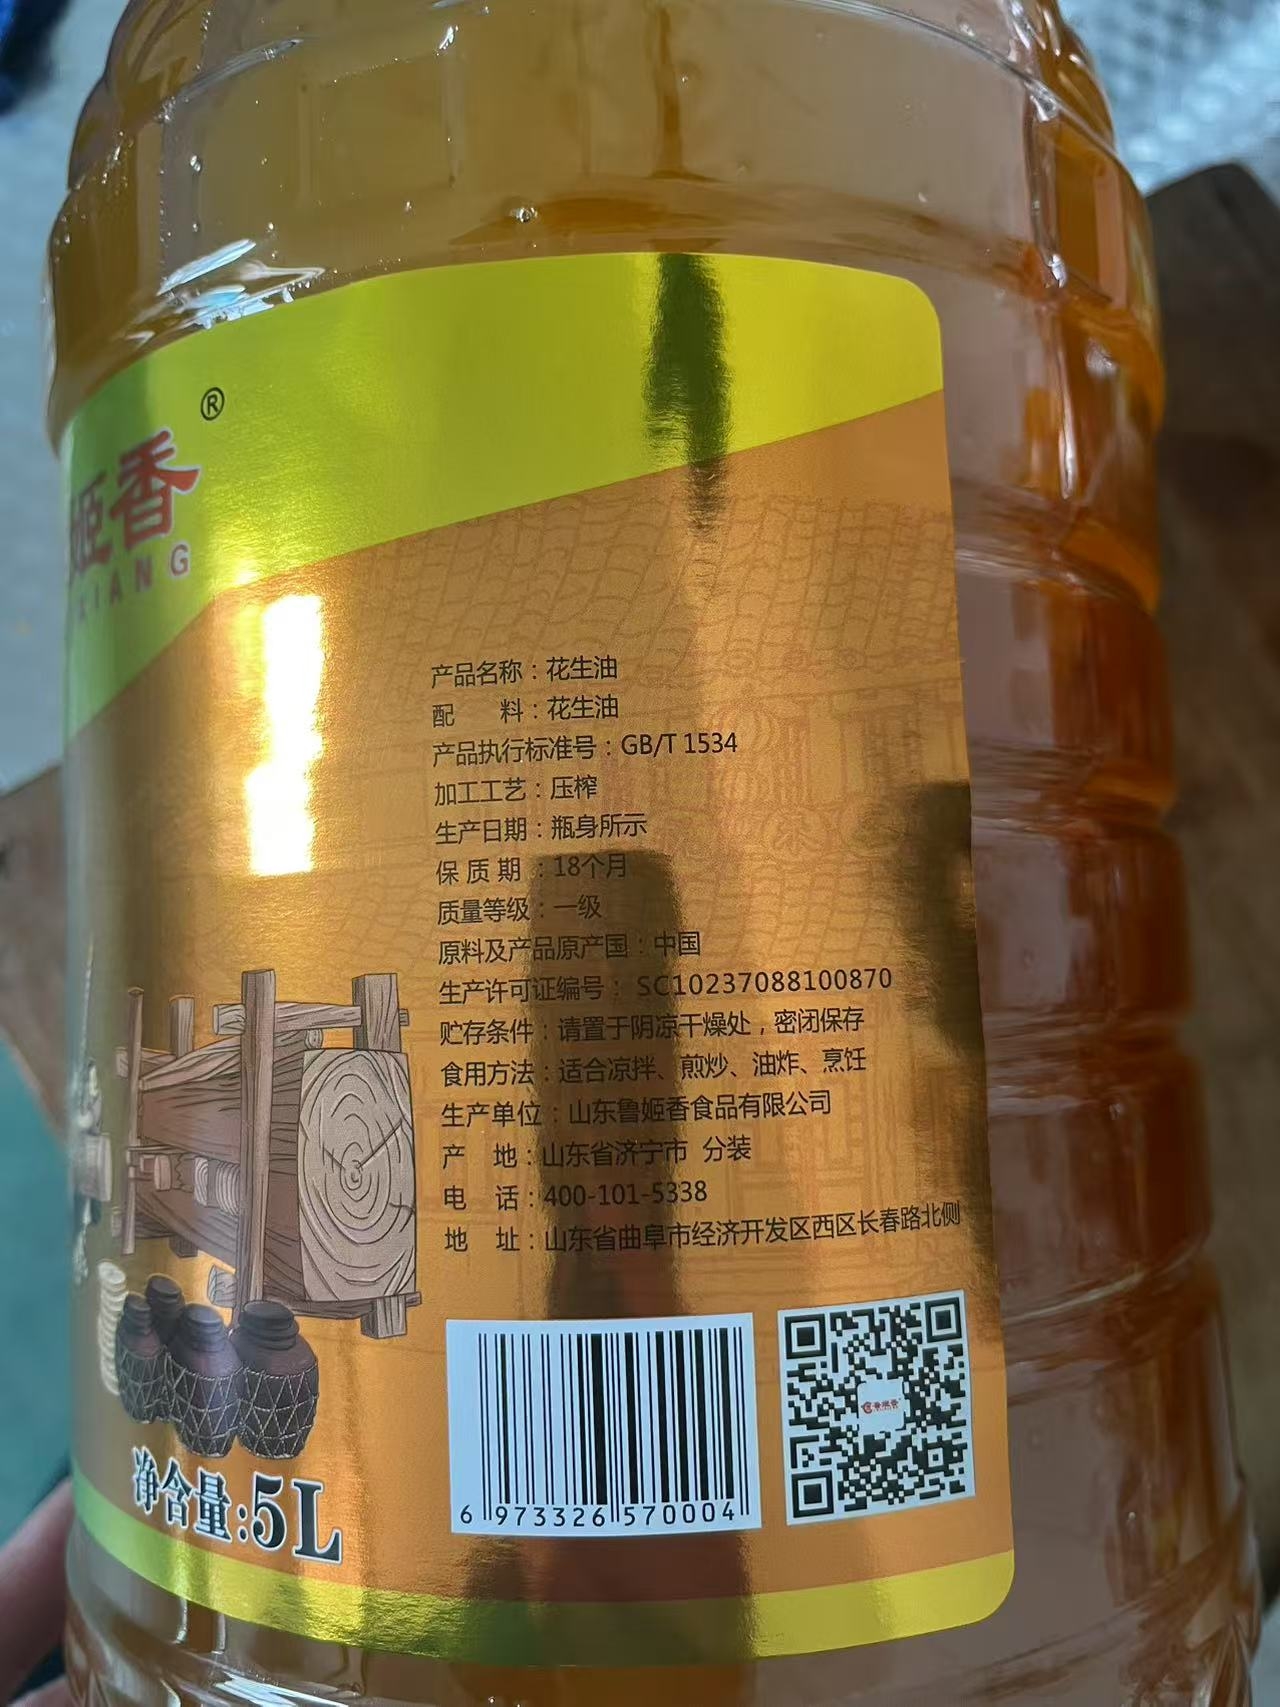 ®
姬香
XIANG
产品名称：花生油
配　　料：花生油
产品执行标准号：GB/T 1534
加工工艺：压榨
生产日期：瓶身所示
保 质 期 ：18个月
质量等级：一级
原料及产品原产国：中国
生产许可证编号： SC10237088100870
贮存条件：请置于阴凉干燥处，密闭保存
食用方法：适合凉拌、煎炒、油炸、烹饪
生产单位：山东鲁姬香食品有限公司
产　地：山东省济宁市 分装
电　话：400-101-5338
地　址：山东省曲阜市经济开发区西区长春路北侧
净含量:5L
6 973326 570004